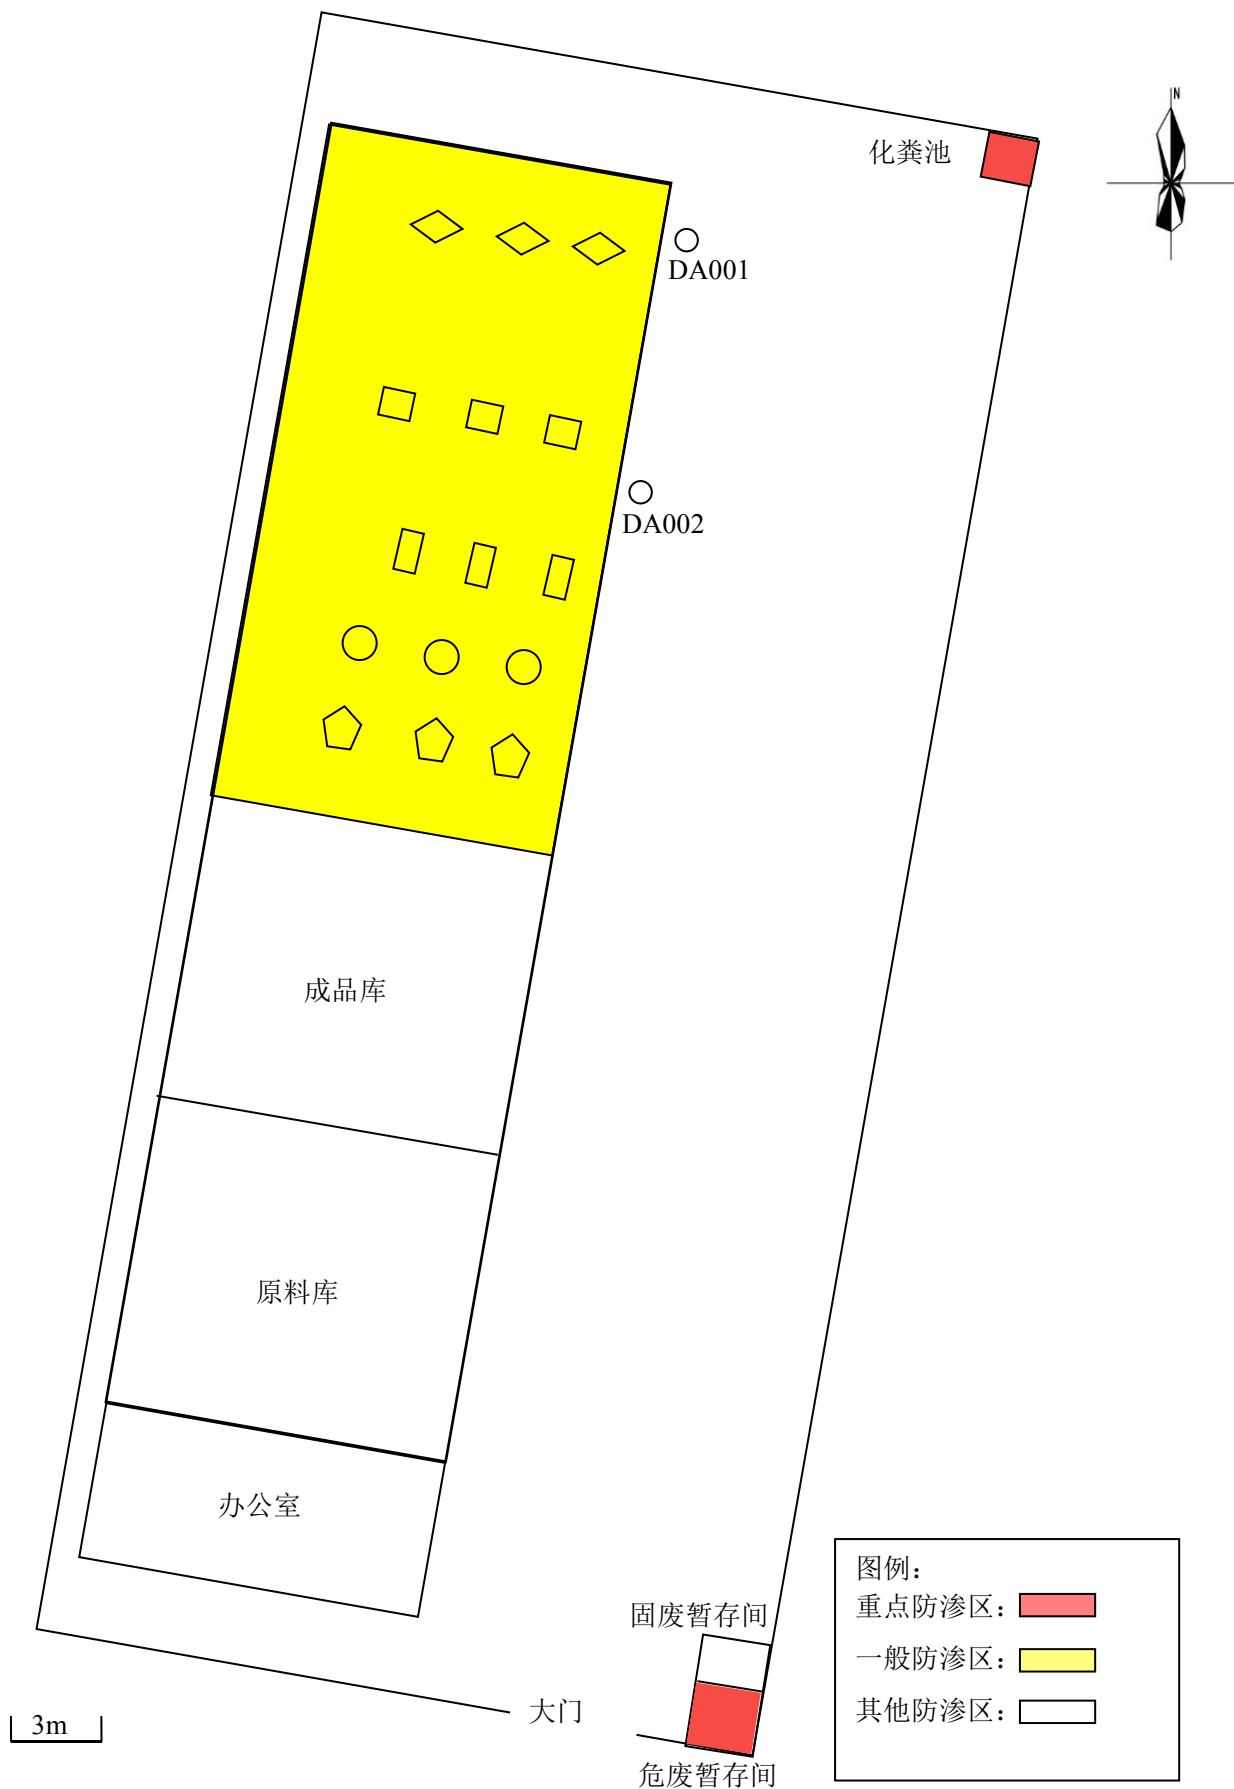 N
化粪池
DA001
DA002
成品库
原料库
办公室
固废暂存间
大门
危废暂存间
3m
图例：
重点防渗区：
一般防渗区：
其他防渗区：